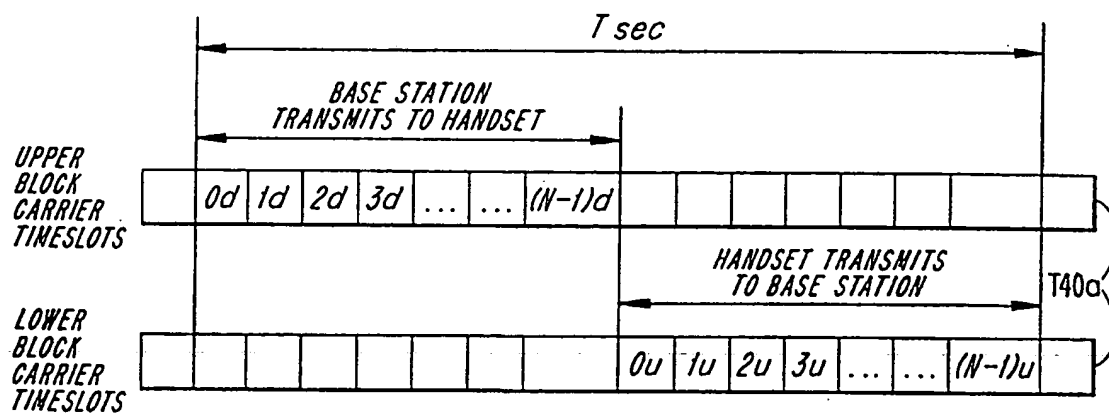 T sec
BASE STATION
TRANSMITS TO HANDSET
UPPER
BLOCK
CARRIER
TIMESLOTS
0d 1d 2d 3d ... ... (N-1)d
HANDSET TRANSMITS
TO BASE STATION
T40a
LOWER
BLOCK
CARRIER
TIMESLOTS
0u 1u 2u 3u ... ... (N-1)u